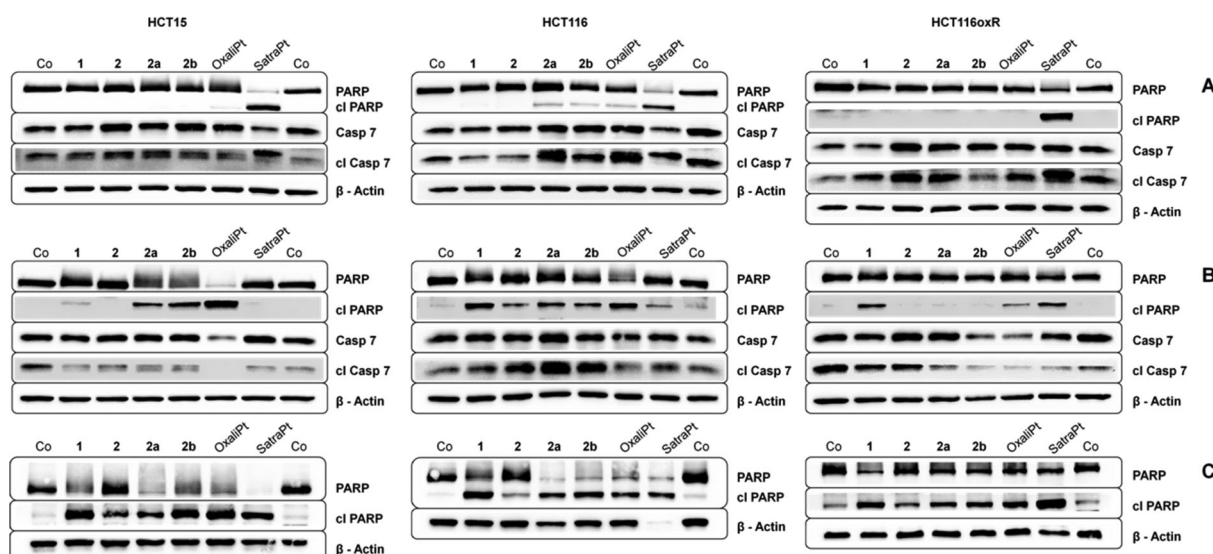 HCT15 HCT116 HCT116oxR
Co 1 2 2a 2b OxaliPt SatraPt Co Co 1 2 2a 2b OxaliPt SatraPt Co Co 1 2 2a 2b OxaliPt SatraPt Co
PARP PARP PARP A
cl PARP cl PARP cl PARP
Casp 7 Casp 7 Casp 7
cl Casp 7 cl Casp 7 cl Casp 7
β - Actin β - Actin β - Actin
Co 1 2 2a 2b OxaliPt SatraPt Co Co 1 2 2a 2b OxaliPt SatraPt Co Co 1 2 2a 2b OxaliPt SatraPt Co
PARP PARP PARP B
cl PARP cl PARP cl PARP
Casp 7 Casp 7 Casp 7
cl Casp 7 cl Casp 7 cl Casp 7
β - Actin β - Actin β - Actin
Co 1 2 2a 2b OxaliPt SatraPt Co Co 1 2 2a 2b OxaliPt SatraPt Co Co 1 2 2a 2b OxaliPt SatraPt Co
PARP PARP PARP C
cl PARP cl PARP cl PARP
β - Actin β - Actin β - Actin